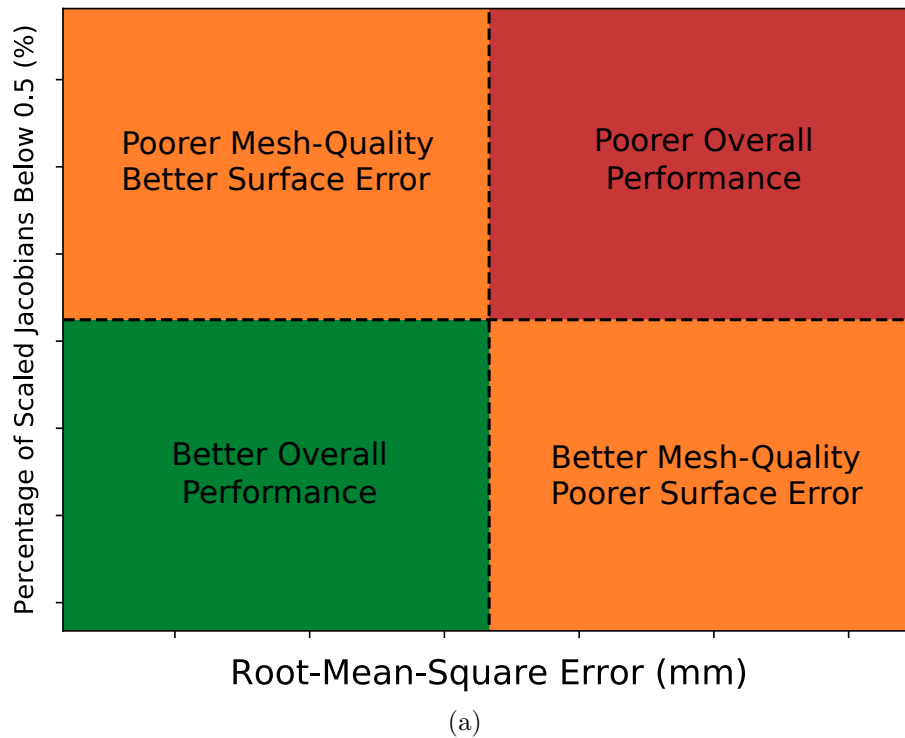 Percentage of Scaled Jacobians Below 0.5 (%)
Poorer Mesh-Quality
Better Surface Error
Poorer Overall
Performance
Better Overall
Performance
Better Mesh-Quality
Poorer Surface Error
Root-Mean-Square Error (mm)
(a)